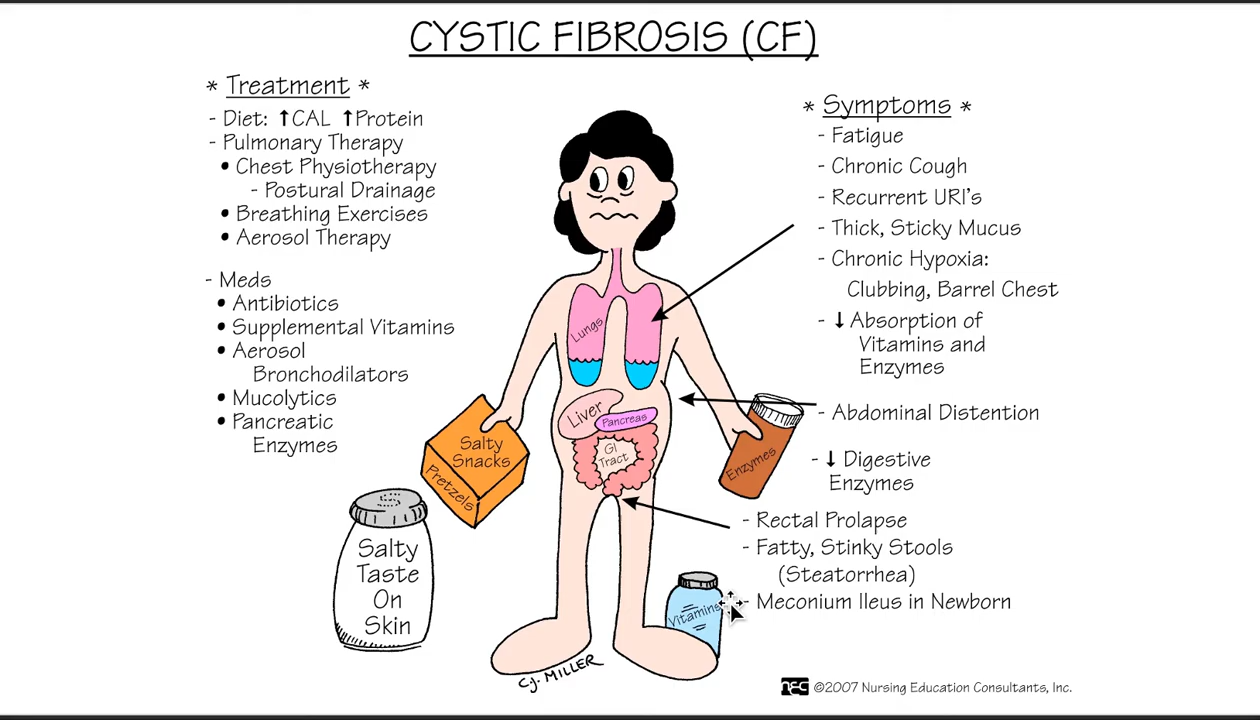 CYSTIC FIBROSIS (CF)
* Treatment *
- Diet: ↑CAL ↑Protein
- Pulmonary Therapy
• Chest Physiotherapy
- Postural Drainage
• Breathing Exercises
• Aerosol Therapy
- Meds
• Antibiotics
• Supplemental Vitamins
• Aerosol
Bronchodilators
• Mucolytics
• Pancreatic
Enzymes
* Symptoms *
- Fatigue
- Chronic Cough
- Recurrent URI's
- Thick, Sticky Mucus
- Chronic Hypoxia:
Clubbing, Barrel Chest
- ↓ Absorption of
Vitamins and
Enzymes
- Abdominal Distention
- ↓ Digestive
Enzymes
- Rectal Prolapse
- Fatty, Stinky Stools
(Steatorrhea)
- Meconium Ileus in Newborn
Lungs
Liver
Pancreas
GI
Tract
Salty
Snacks
Pretzels
Enzymes
S
Salty
Taste
On
Skin
Vitamins
C.J. MILLER
nec ©2007 Nursing Education Consultants, Inc.